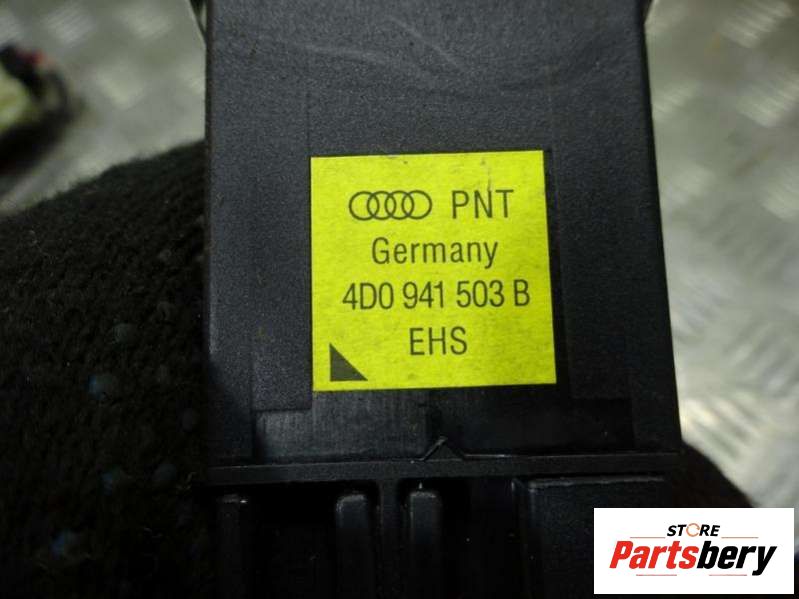 PNT
Germany
4D0 941 503 B
EHS
STORE
Partsbery